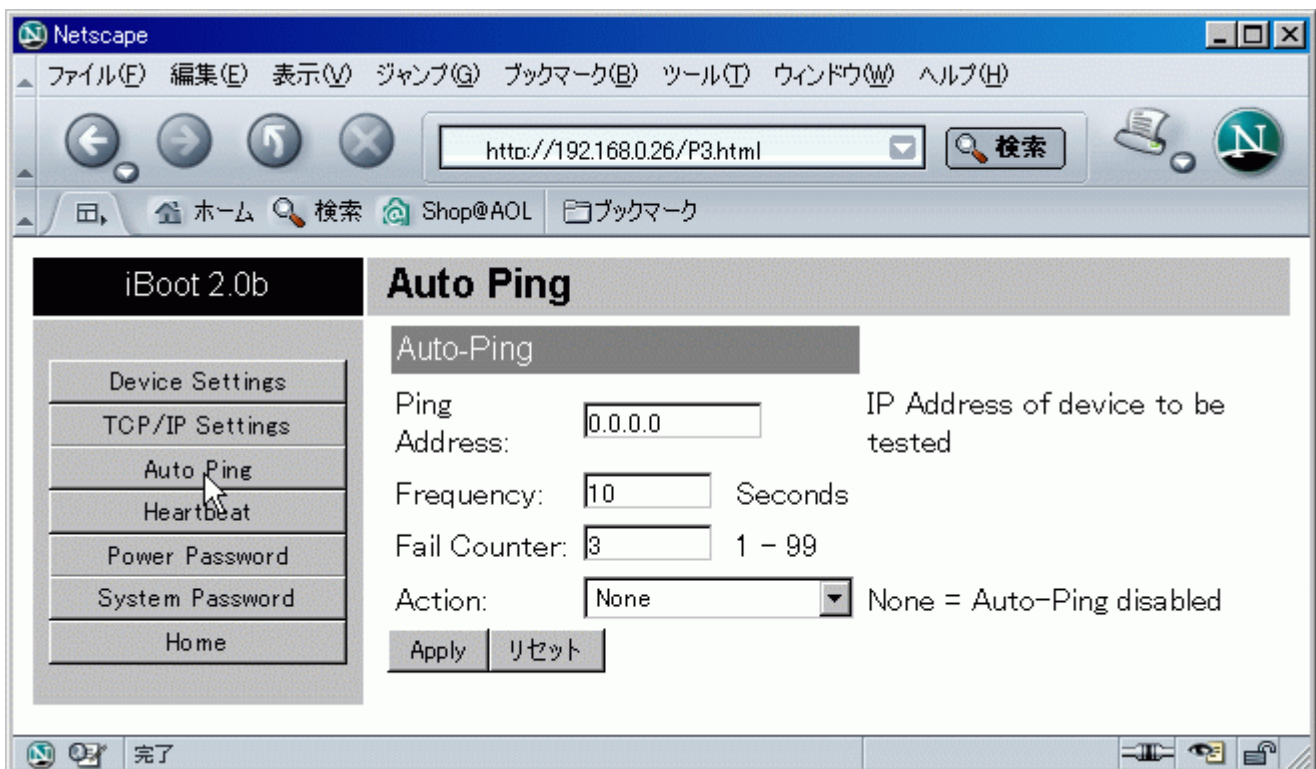 Netscape
ファイル(F) 編集(E) 表示(V) ジャンプ(G) ブックマーク(B) ツール(T) ウィンドウ(W) ヘルプ(H)
http://192.168.0.26/P3.html 検索
N
ホーム 検索 Shop@AOL ブックマーク
iBoot 2.0b
Auto Ping
Device Settings
TCP/IP Settings
Auto Ping
Heartbeat
Power Password
System Password
Home
Auto-Ping
Ping Address: 0.0.0.0 IP Address of device to be tested
Frequency: 10 Seconds
Fail Counter: 3 1 - 99
Action: None None = Auto-Ping disabled
Apply リセット
完了